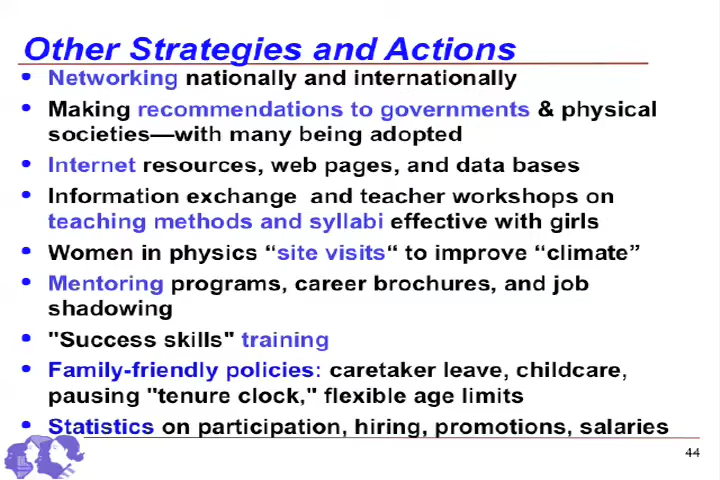 Other Strategies and Actions
• Networking nationally and internationally
• Making recommendations to governments & physical
societies—with many being adopted
• Internet resources, web pages, and data bases
• Information exchange and teacher workshops on
teaching methods and syllabi effective with girls
• Women in physics “site visits“ to improve “climate”
• Mentoring programs, career brochures, and job
shadowing
• "Success skills" training
• Family-friendly policies: caretaker leave, childcare,
pausing "tenure clock," flexible age limits
• Statistics on participation, hiring, promotions, salaries
44